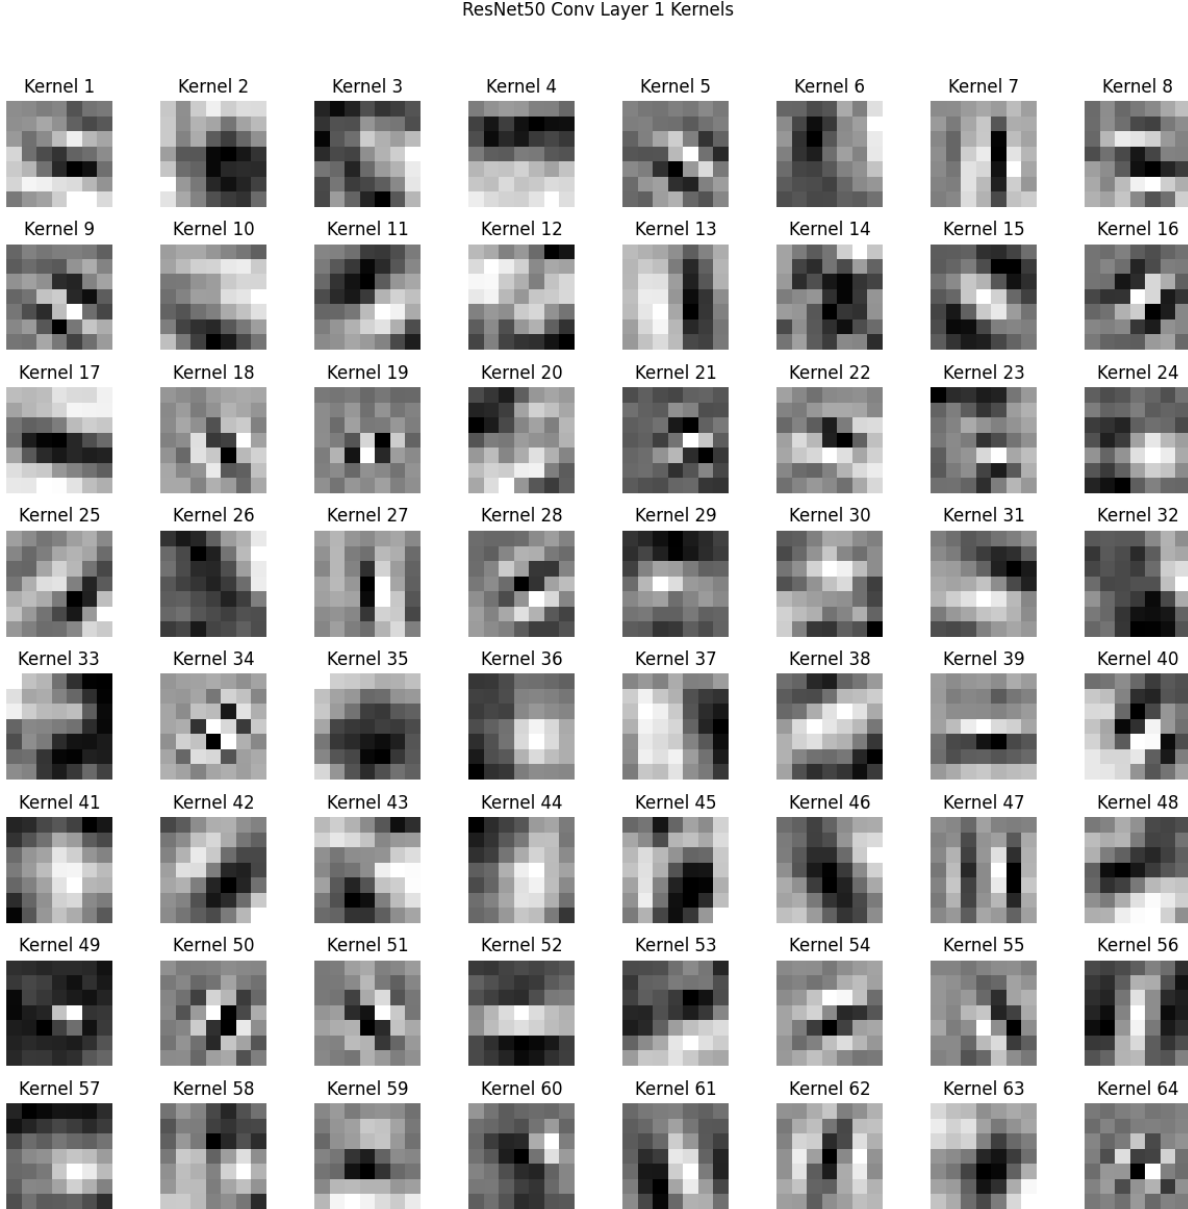 ResNet50 Conv Layer 1 Kernels
Kernel 1 Kernel 2 Kernel 3 Kernel 4 Kernel 5 Kernel 6 Kernel 7 Kernel 8
Kernel 9 Kernel 10 Kernel 11 Kernel 12 Kernel 13 Kernel 14 Kernel 15 Kernel 16
Kernel 17 Kernel 18 Kernel 19 Kernel 20 Kernel 21 Kernel 22 Kernel 23 Kernel 24
Kernel 25 Kernel 26 Kernel 27 Kernel 28 Kernel 29 Kernel 30 Kernel 31 Kernel 32
Kernel 33 Kernel 34 Kernel 35 Kernel 36 Kernel 37 Kernel 38 Kernel 39 Kernel 40
Kernel 41 Kernel 42 Kernel 43 Kernel 44 Kernel 45 Kernel 46 Kernel 47 Kernel 48
Kernel 49 Kernel 50 Kernel 51 Kernel 52 Kernel 53 Kernel 54 Kernel 55 Kernel 56
Kernel 57 Kernel 58 Kernel 59 Kernel 60 Kernel 61 Kernel 62 Kernel 63 Kernel 64